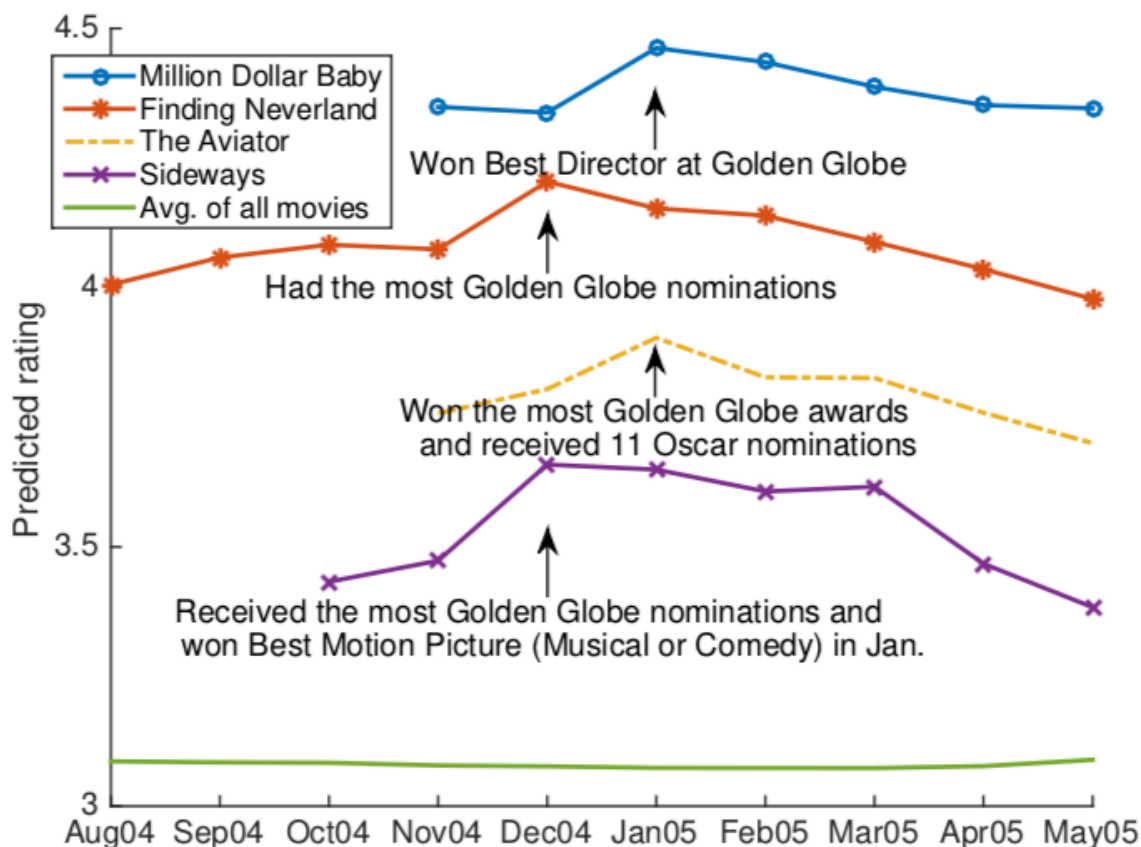 4.5
Million Dollar Baby
Finding Neverland
The Aviator
Sideways
Avg. of all movies
Won Best Director at Golden Globe
4
Had the most Golden Globe nominations
Predicted rating
Won the most Golden Globe awards
and received 11 Oscar nominations
3.5
Received the most Golden Globe nominations and
won Best Motion Picture (Musical or Comedy) in Jan.
3
Aug04 Sep04 Oct04 Nov04 Dec04 Jan05 Feb05 Mar05 Apr05 May05